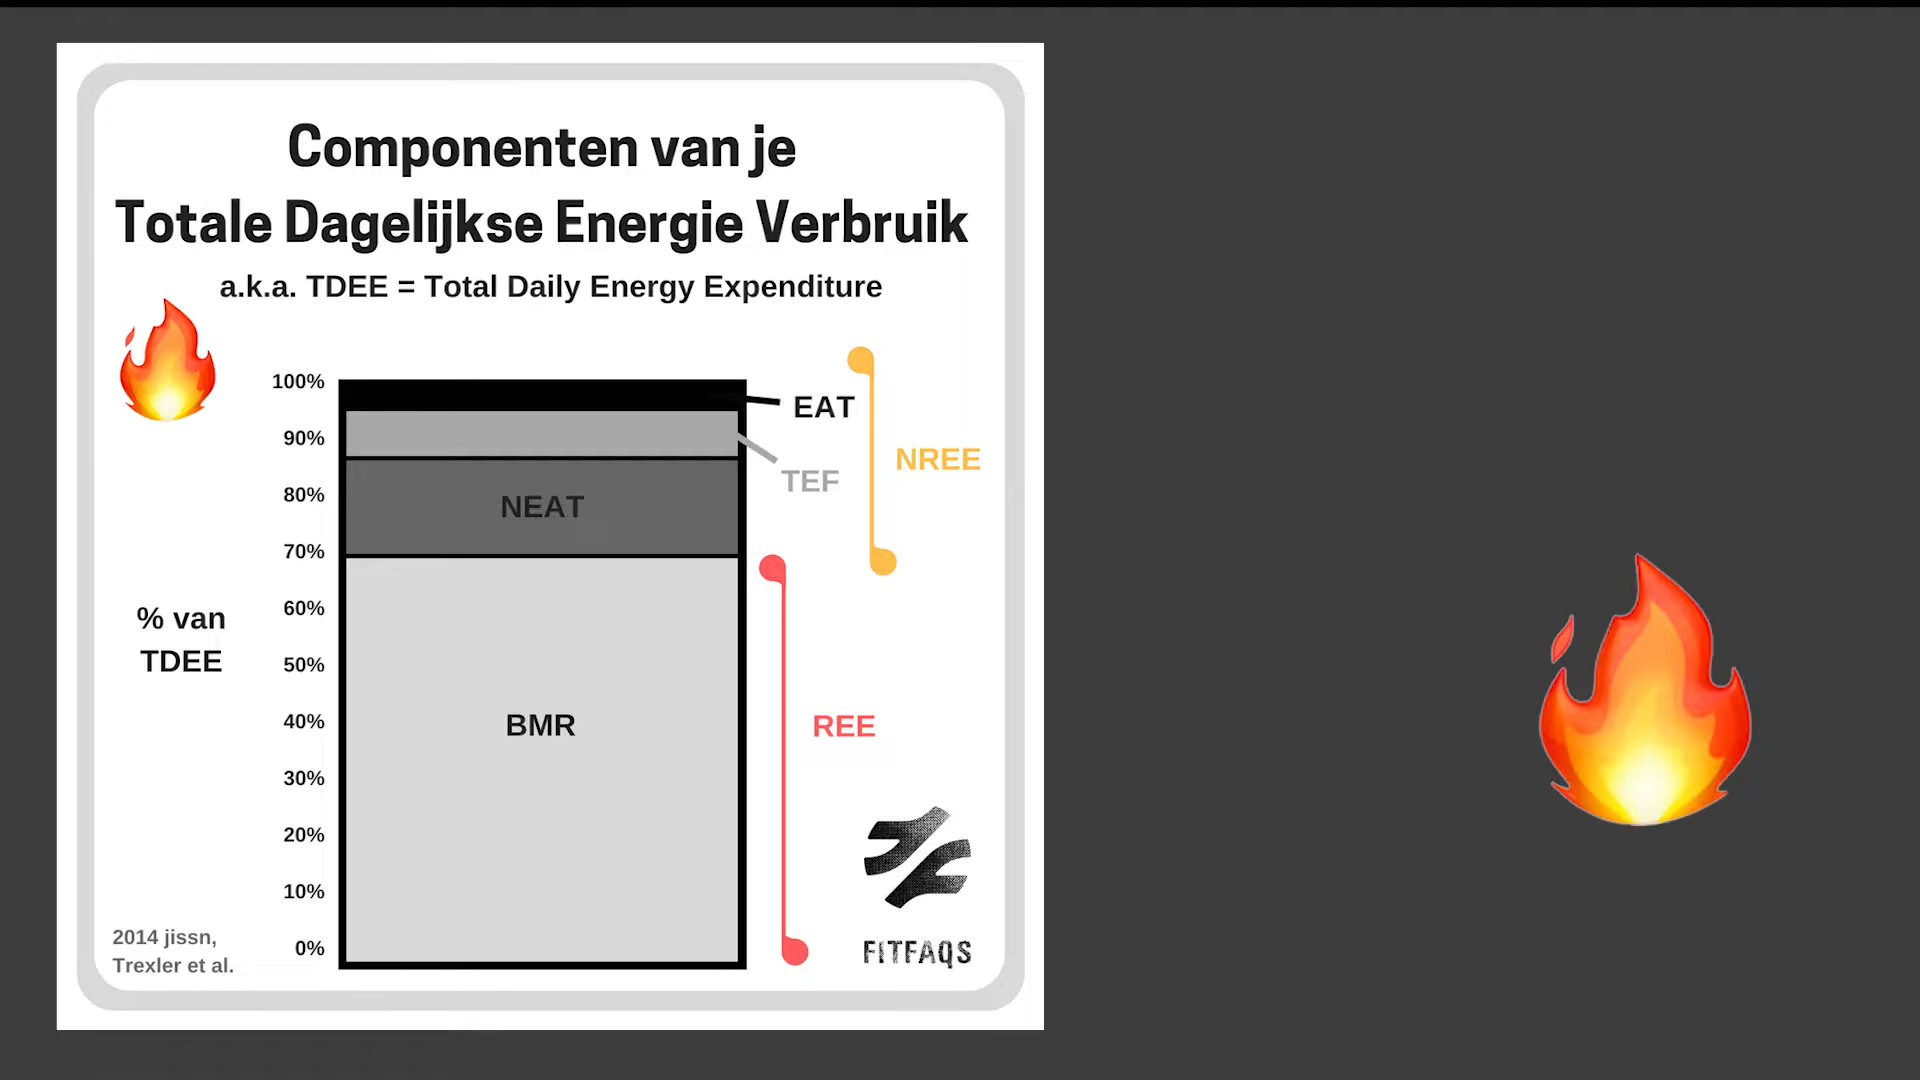 Componenten van je
Totale Dagelijkse Energie Verbruik
a.k.a. TDEE = Total Daily Energy Expenditure
100%
90%
80%
70%
60%
50%
40%
30%
20%
10%
0%
% van
TDEE
EAT
TEF
NEAT
BMR
NREE
REE
2014 jissn,
Trexler et al.
FITFAQS